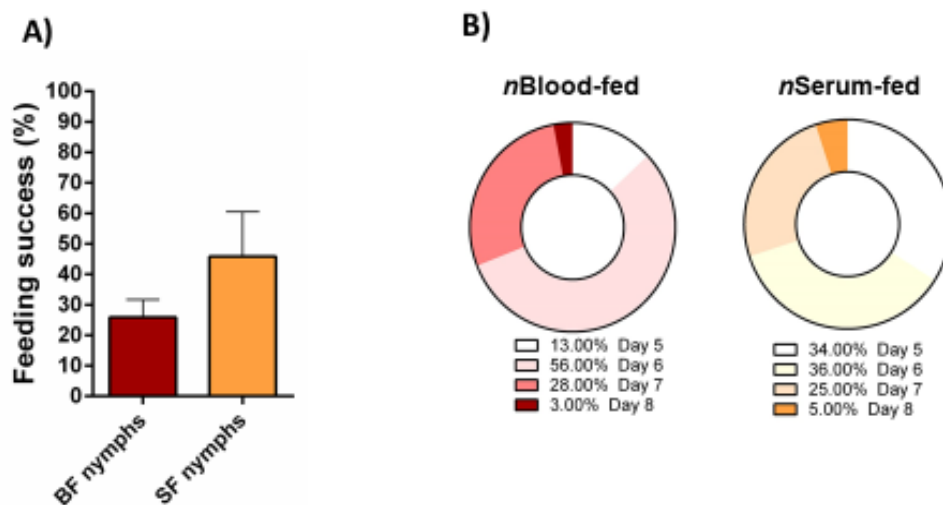 A)
Feeding success (%)
100
90
80
70
60
50
40
30
20
10
0
BF nymphs
SF nymphs
B)
nBlood-fed
13.00% Day 5
56.00% Day 6
28.00% Day 7
3.00% Day 8
nSerum-fed
34.00% Day 5
36.00% Day 6
25.00% Day 7
5.00% Day 8